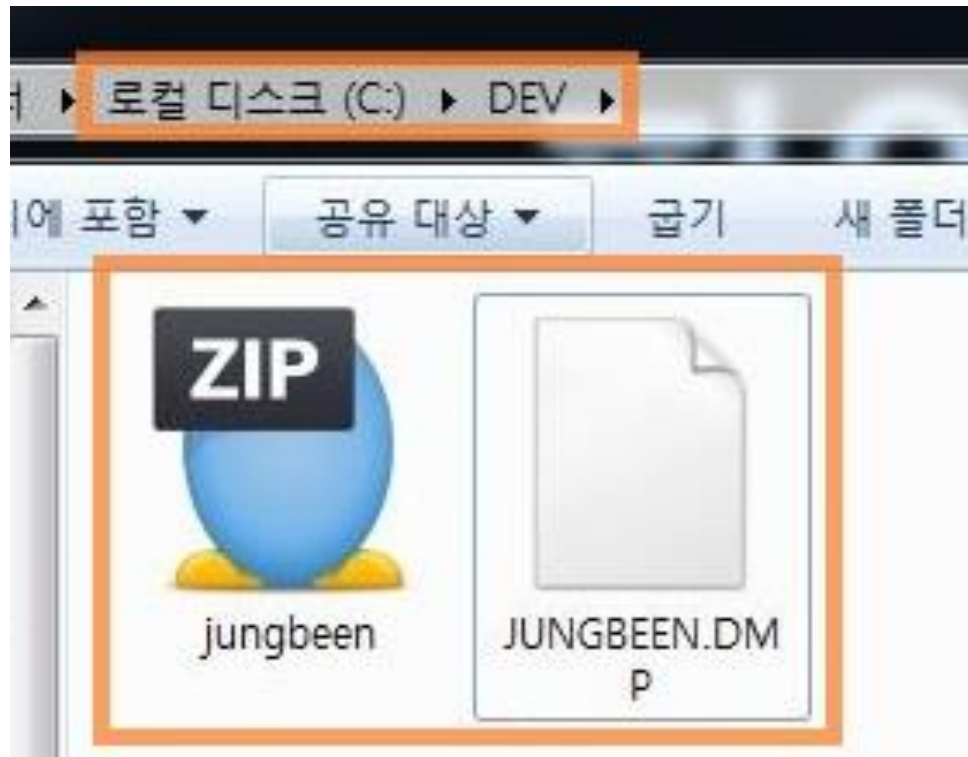 로컬 디스크 (C:) ▶ DEV ▶
에 포함 ▼ 공유 대상 ▼ 굽기 새 폴더
ZIP
jungbeen
JUNGBEEN.DM
P